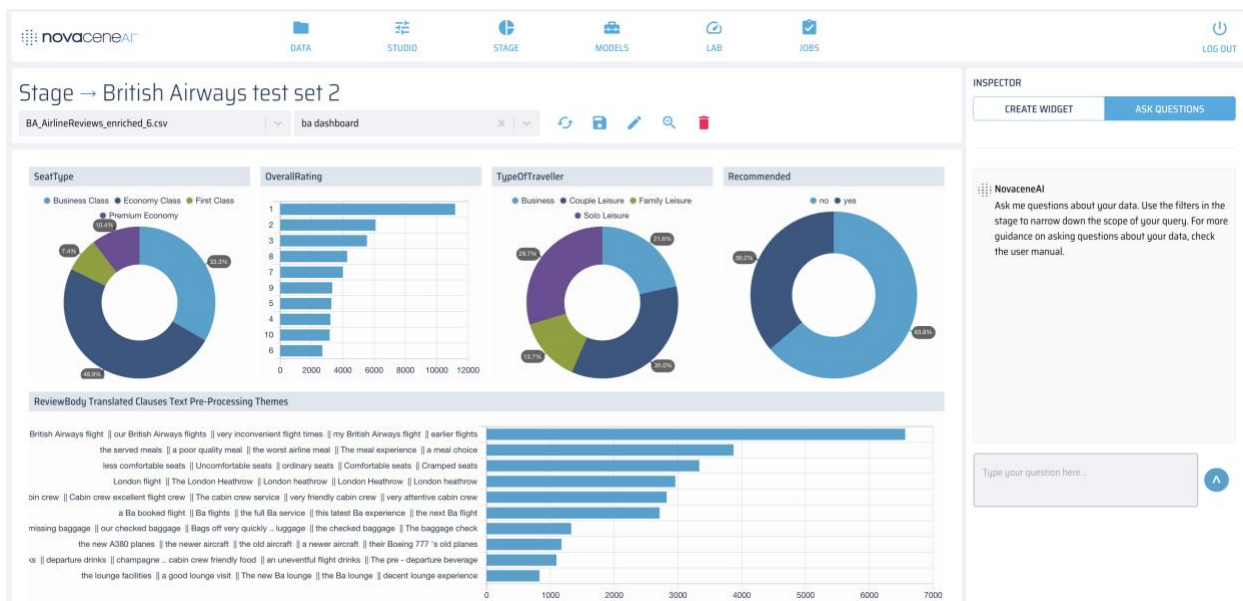 novaceneAI
DATA
STUDIO
STAGE
MODELS
LAB
JOBS
LOG OUT
Stage → British Airways test set 2
BA_AirlineReviews_enriched_6.csv
ba dashboard
INSPECTOR
CREATE WIDGET
ASK QUESTIONS
NovaceneAI
Ask me questions about your data. Use the filters in the
stage to narrow down the scope of your query. For more
guidance on asking questions about your data, check
the user manual.
Type your question here...
SeatType
Business Class Economy Class First Class
Premium Economy
10.4%
7.4%
33.3%
48.9%
OverallRating
1
2
3
8
7
9
5
4
10
6
0 2000 4000 6000 8000 10000 12000
TypeOfTraveller
Business Couple Leisure Family Leisure
Solo Leisure
29.7%
21.6%
13.7%
35.0%
Recommended
no yes
36.2%
63.8%
ReviewBody Translated Clauses Text Pre-Processing Themes
British Airways flight || our British Airways flights || very inconvenient flight times || my British Airways flight || earlier flights
the served meals || a poor quality meal || the worst airline meal || The meal experience || a meal choice
less comfortable seats || Uncomfortable seats || ordinary seats || Comfortable seats || Cramped seats
London flight || The London Heathrow || London heathrow || London Heathrow || London heathrow
bin crew || Cabin crew excellent flight crew || The cabin crew service || very friendly cabin crew || very attentive cabin crew
a Ba booked flight || Ba flights || the full Ba service || this latest Ba experience || the next Ba flight
missing baggage || our checked baggage || Bags off very quickly .. luggage || the checked baggage || The baggage check
the new A380 planes || the newer aircraft || the old aircraft || a newer aircraft || their Boeing 777 's old planes
ks || departure drinks || champagne .. cabin crew friendly food || an uneventful flight drinks || The pre - departure beverage
the lounge facilities || a good lounge visit || The new Ba lounge || the Ba lounge || decent lounge experience
0 1000 2000 3000 4000 5000 6000 7000